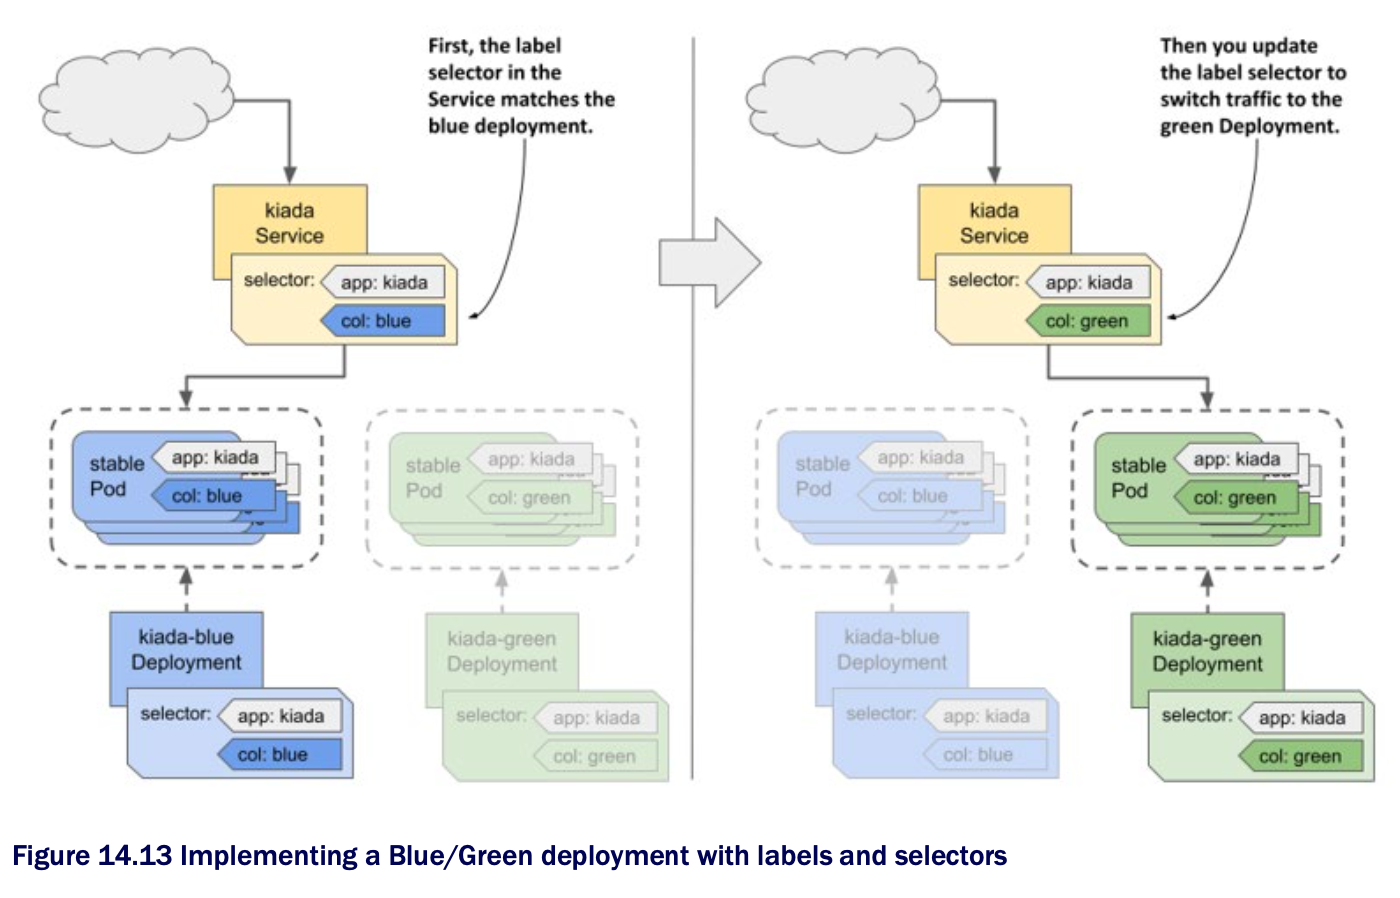 First, the label
selector in the
Service matches the
blue deployment.
kiada
Service
selector:
app: kiada
col: blue
stable
Pod
app: kiada
col: blue
stable
Pod
app: kiada
col: green
kiada-blue
Deployment
selector:
app: kiada
col: blue
kiada-green
Deployment
selector:
app: kiada
col: green
Then you update
the label selector to
switch traffic to the
green Deployment.
kiada
Service
selector:
app: kiada
col: green
stable
Pod
app: kiada
col: blue
stable
Pod
app: kiada
col: green
kiada-blue
Deployment
selector:
app: kiada
col: blue
kiada-green
Deployment
selector:
app: kiada
col: green
Figure 14.13 Implementing a Blue/Green deployment with labels and selectors